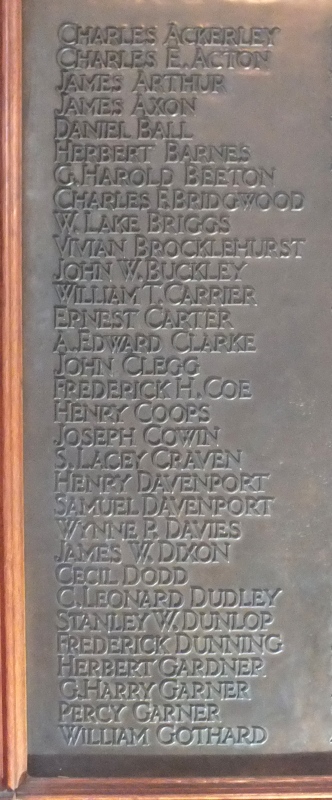 CHARLES ACKERLEY
CHARLES E. ACTON
JAMES ARTHUR
JAMES AXON
DANIEL BALL
HERBERT BARNES
G. HAROLD BEETON
CHARLES F. BRIDGWOOD
W. LAKE BRIGGS
VIVIAN BROCKLEHURST
JOHN W. BUCKLEY
WILLIAM T. CARRIER
ERNEST CARTER
A. EDWARD CLARKE
JOHN CLEGG
FREDERICK H. COE
HENRY COOPS
JOSEPH COWIN
S. LACEY CRAVEN
HENRY DAVENPORT
SAMUEL DAVENPORT
WYNNE P. DAVIES
JAMES W. DIXON
CECIL DODD
C. LEONARD DUDLEY
STANLEY W. DUNLOP
FREDERICK DUNNING
HERBERT GARDNER
G. HARRY GARNER
PERCY GARNER
WILLIAM GOTHARD